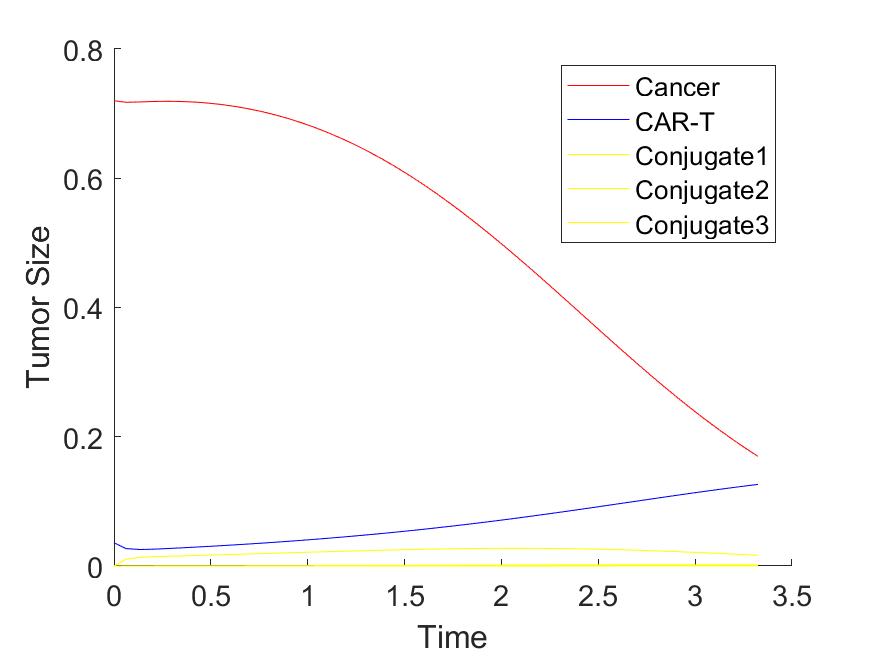 0.8
0.6
0.4
0.2
0
Tumor Size
Cancer
CAR-T
Conjugate1
Conjugate2
Conjugate3
0 0.5 1 1.5 2 2.5 3 3.5
Time